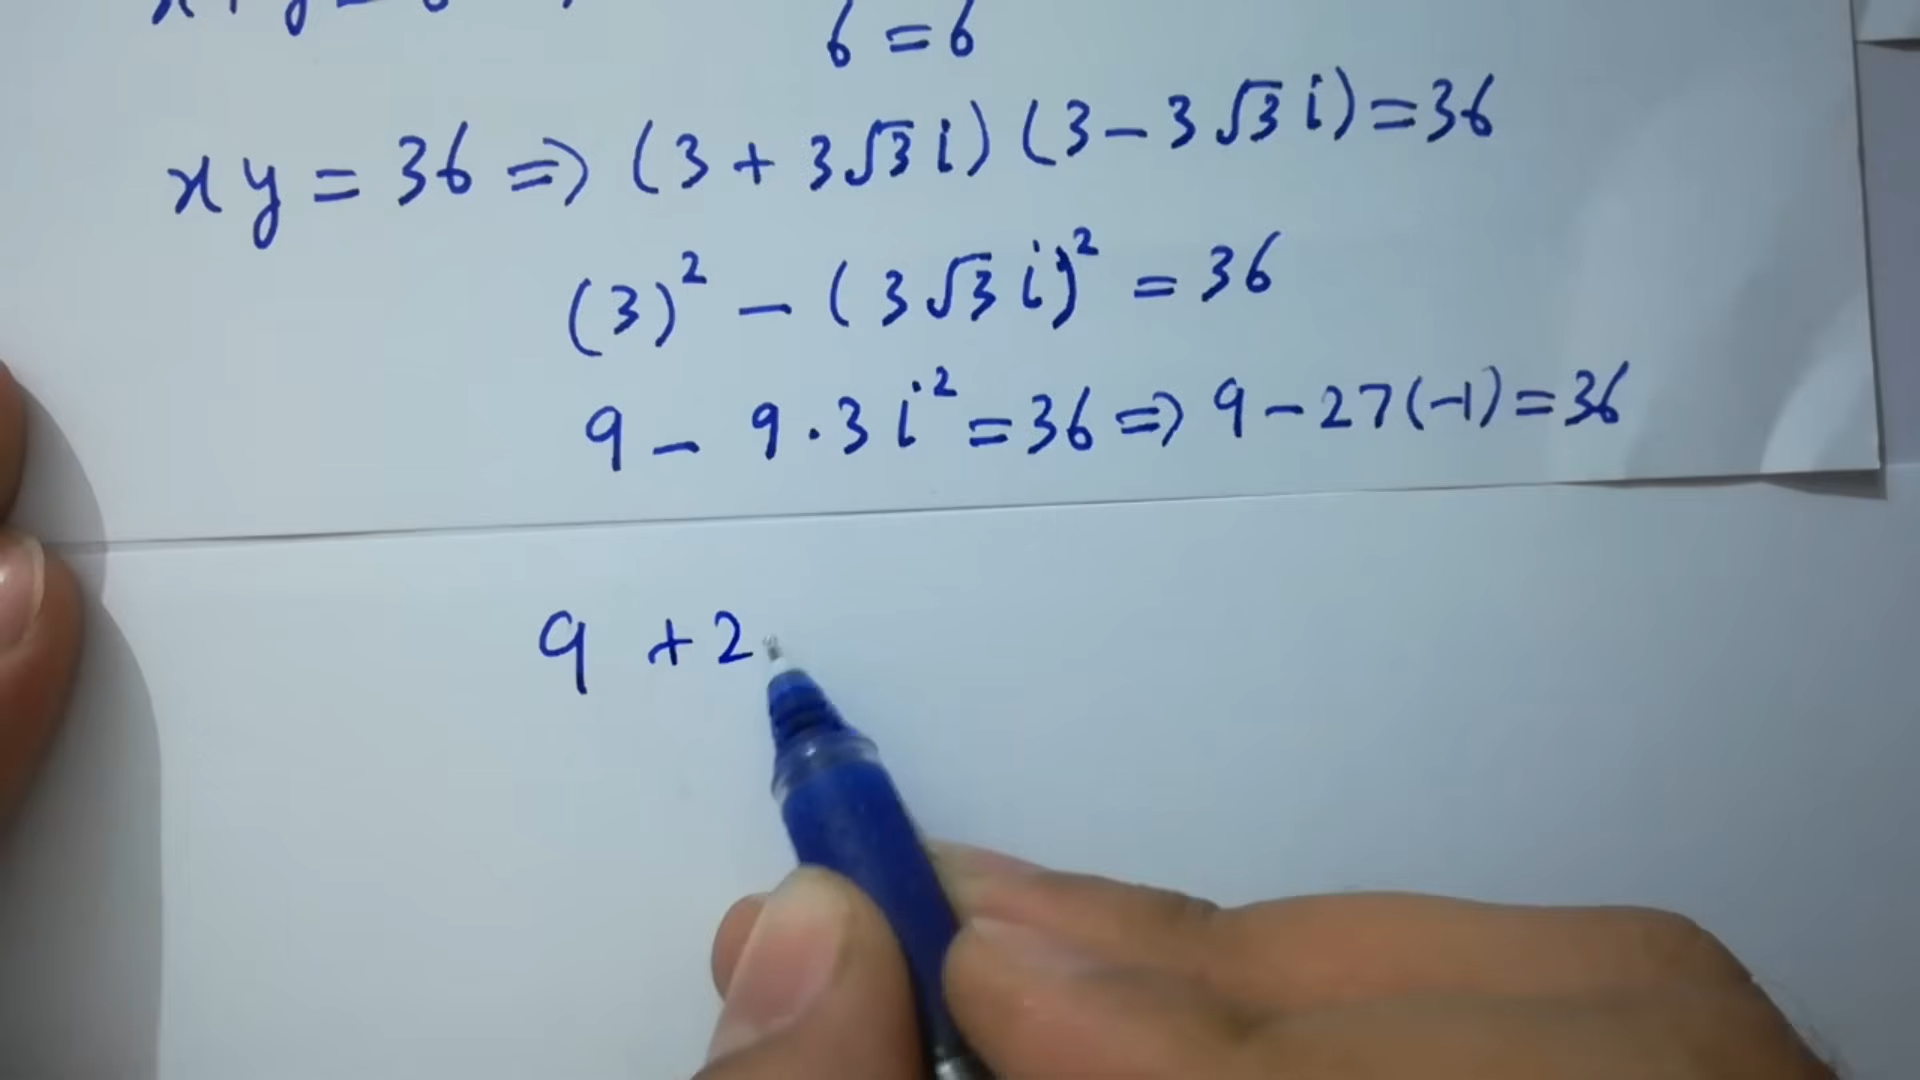 6 = 6
xy = 36 => (3 + 3√3 i) (3 - 3√3 i) = 36
(3)² - (3√3 i)² = 36
9 - 9·3 i² = 36 => 9 - 27(-1) = 36
9 + 2